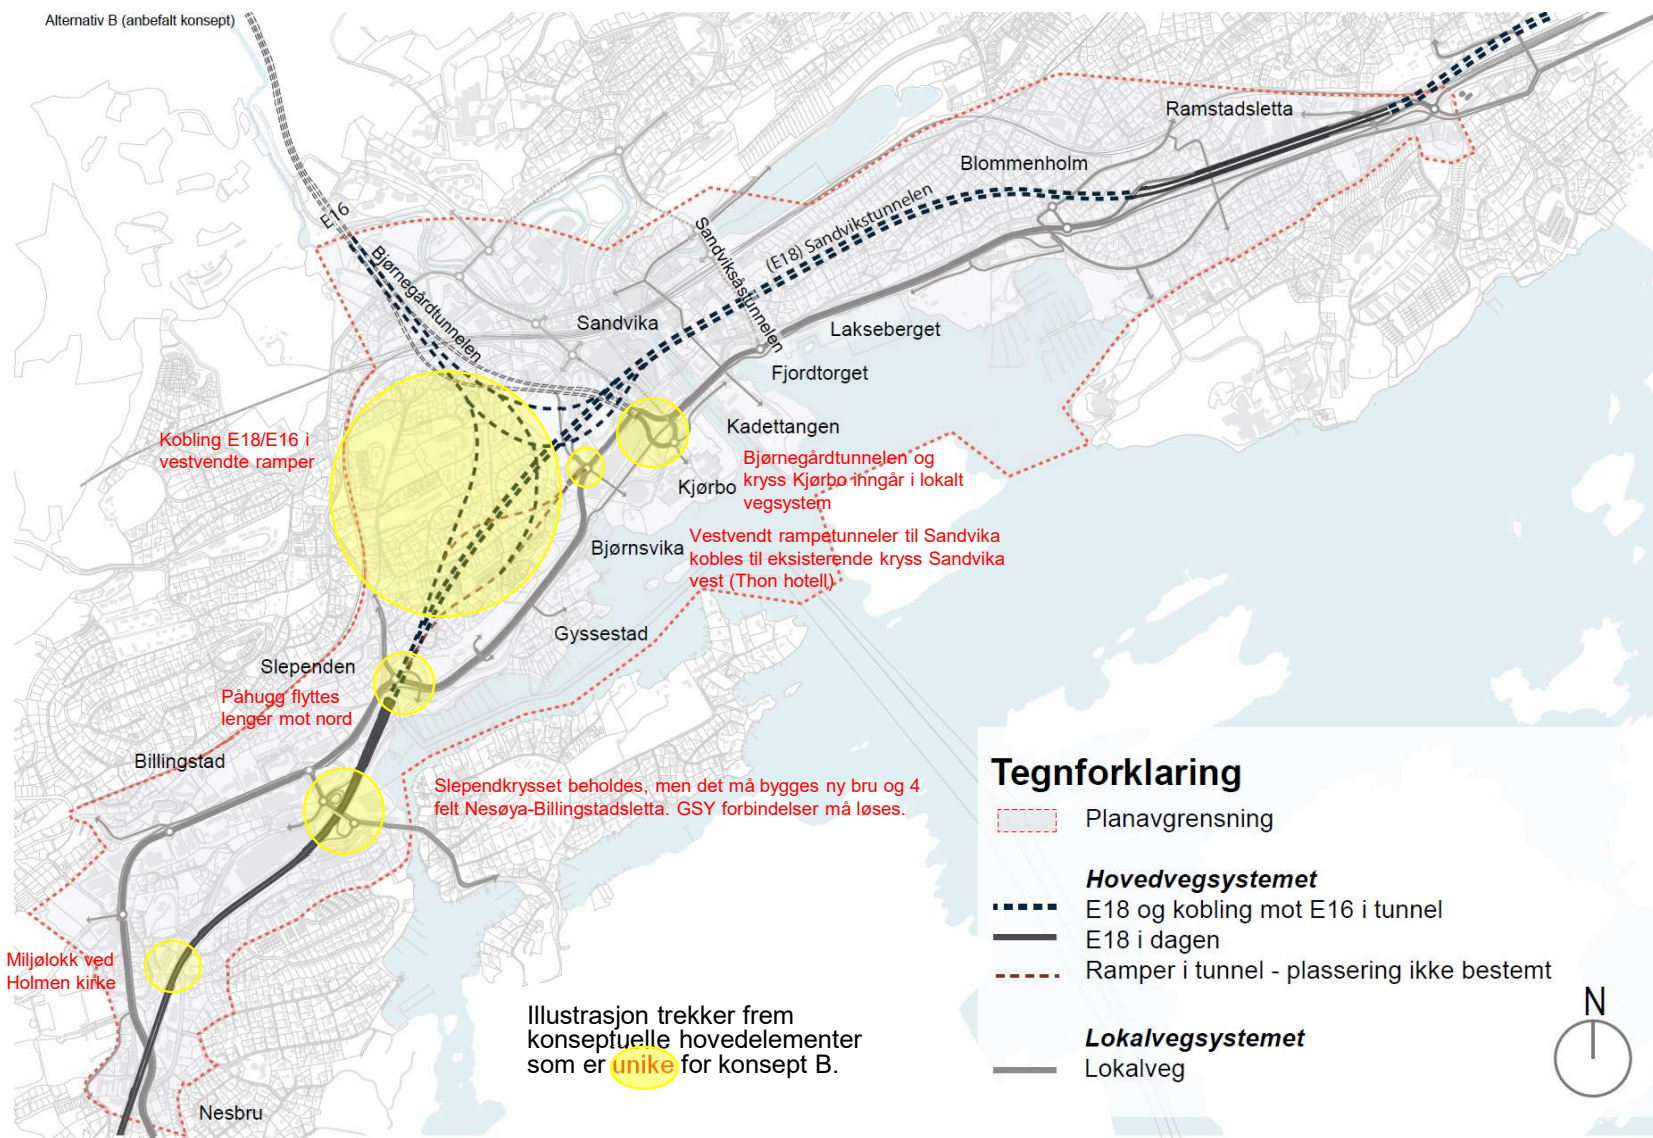 Alternativ B (anbefalt konsept)
Ramstadsletta
Blommenholm
E16
Bjørnegårdtunnelen
Sandviksåstunnelen
(E18) Sandvikstunnelen
Sandvika
Lakseberget
Fjordtorget
Kadettangen
Kobling E18/E16 i
vestvendte ramper
Bjørnegårdtunnelen og
kryss Kjørbo inngår i lokalt
vegsystem
Kjørbo
Vestvendt rampetunneler til Sandvika
kobles til eksisterende kryss Sandvika
vest (Thon hotell)
Bjørnsvika
Gyssestad
Slependen
Påhugg flyttes
lenger mot nord
Billingstad
Slependkrysset beholdes, men det må bygges ny bru og 4
felt Nesøya-Billingstadsletta. GSY forbindelser må løses.
Miljølokk ved
Holmen kirke
Nesbru
Illustrasjon trekker frem
konseptuelle hovedelementer
som er unike for konsept B.
Tegnforklaring
Planavgrensning
Hovedvegsystemet
E18 og kobling mot E16 i tunnel
E18 i dagen
Ramper i tunnel - plassering ikke bestemt
Lokalvegsystemet
Lokalveg
N